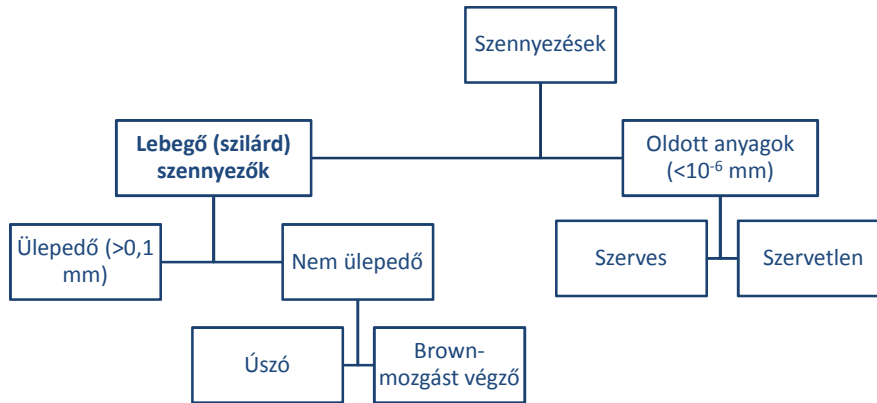 Szennyezések
Lebegő (szilárd)
szennyezők
Oldott anyagok
(<10⁻⁶ mm)
Ülepedő (>0,1
mm)
Nem ülepedő
Szerves
Szervetlen
Úszó
Brown-
mozgást végző